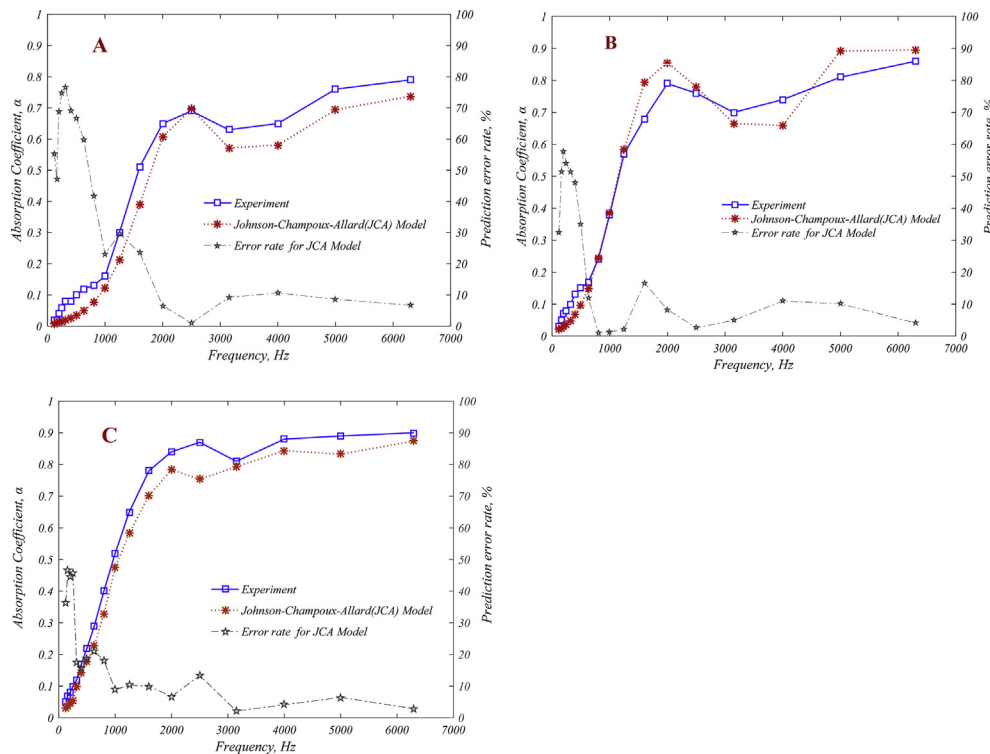 A
Absorption Coefficient, α
1
0.9
0.8
0.7
0.6
0.5
0.4
0.3
0.2
0.1
0
Experiment
Johnson-Champoux-Allard(JCA) Model
Error rate for JCA Model
100
90
80
70
60
50
40
30
20
10
0
Prediction error rate, %
0 1000 2000 3000 4000 5000 6000 7000
Frequency, Hz
B
Absorption Coefficient, α
1
0.9
0.8
0.7
0.6
0.5
0.4
0.3
0.2
0.1
0
Experiment
Johnson-Champoux-Allard(JCA) Model
Error rate for JCA Model
100
90
80
70
60
50
40
30
20
10
0
Prediction error rate, %
0 1000 2000 3000 4000 5000 6000 7000
Frequency, Hz
C
Absorption Coefficient, α
1
0.9
0.8
0.7
0.6
0.5
0.4
0.3
0.2
0.1
0
Experiment
Johnson-Champoux-Allard(JCA) Model
Error rate for JCA Model
100
90
80
70
60
50
40
30
20
10
0
Prediction error rate, %
0 1000 2000 3000 4000 5000 6000 7000
Frequency, Hz